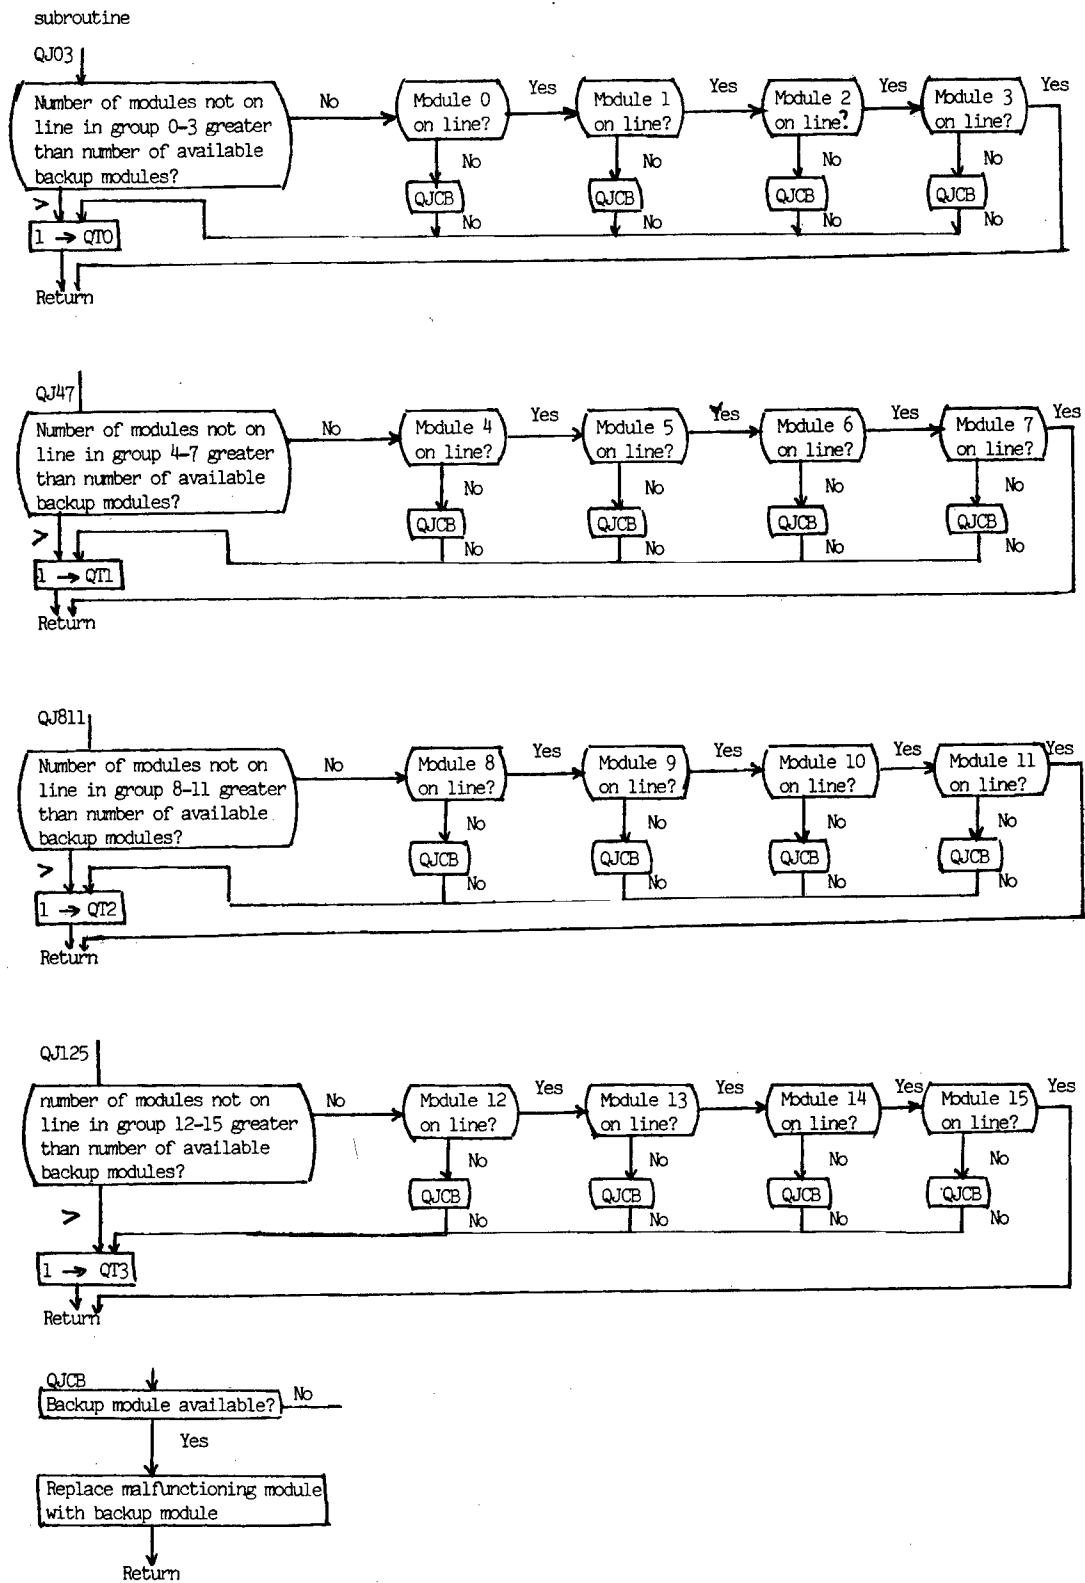 subroutine
QJ03
Number of modules not on
line in group 0-3 greater
than number of available
backup modules?
No
Module 0
on line?
Yes
Module 1
on line?
Yes
Module 2
on line?
Yes
Module 3
on line?
Yes
No
No
No
No
QJCB
QJCB
QJCB
QJCB
No
No
No
No
>
1 → QT0
Return
QJ47
Number of modules not on
line in group 4-7 greater
than number of available
backup modules?
No
Module 4
on line?
Yes
Module 5
on line?
Yes
Module 6
on line?
Yes
Module 7
on line?
Yes
No
No
No
No
QJCB
QJCB
QJCB
QJCB
No
No
No
No
>
1 → QT1
Return
QJ811
Number of modules not on
line in group 8-11 greater
than number of available
backup modules?
No
Module 8
on line?
Yes
Module 9
on line?
Yes
Module 10
on line?
Yes
Module 11
on line?
Yes
No
No
No
No
QJCB
QJCB
QJCB
QJCB
No
No
No
No
>
1 → QT2
Return
QJ125
number of modules not on
line in group 12-15 greater
than number of available
backup modules?
No
Module 12
on line?
Yes
Module 13
on line?
Yes
Module 14
on line?
Yes
Module 15
on line?
Yes
No
No
No
No
QJCB
QJCB
QJCB
QJCB
No
No
No
No
>
1 → QT3
Return
QJCB
Backup module available?
No
Yes
Replace malfunctioning module
with backup module
Return